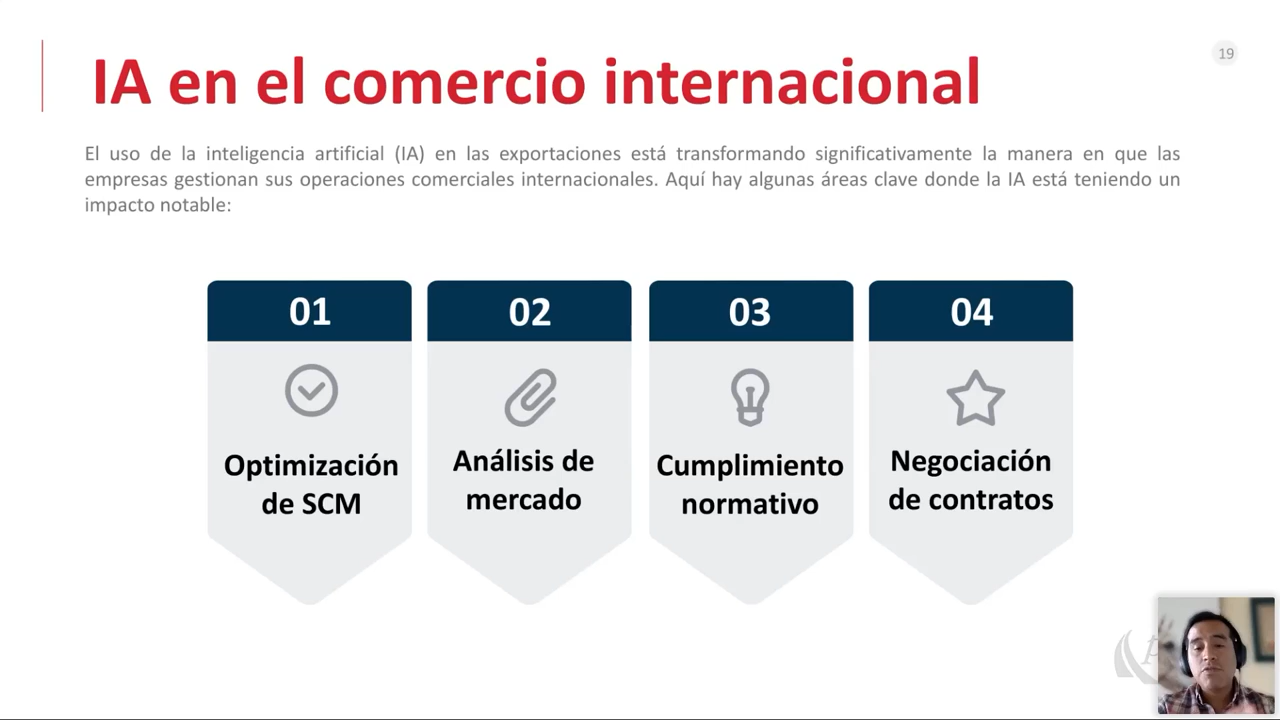 19
IA en el comercio internacional
El uso de la inteligencia artificial (IA) en las exportaciones está transformando significativamente la manera en que las
empresas gestionan sus operaciones comerciales internacionales. Aquí hay algunas áreas clave donde la IA está teniendo un
impacto notable:
01
Optimización
de SCM
02
Análisis de
mercado
03
Cumplimiento
normativo
04
Negociación
de contratos